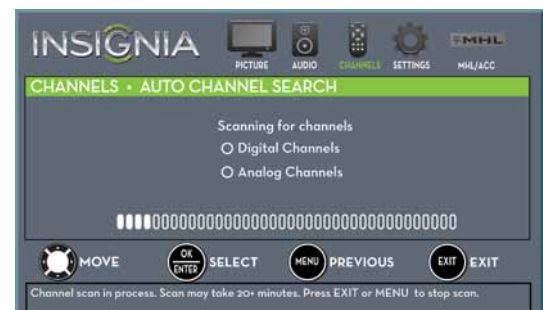 INSIGNIA
PICTURE AUDIO CHANNELS SETTINGS MHL/ACC
MHL
CHANNELS • AUTO CHANNEL SEARCH
Scanning for channels
Digital Channels
Analog Channels
MOVE OK ENTER SELECT MENU PREVIOUS EXIT EXIT
Channel scan in process. Scan may take 20+ minutes. Press EXIT or MENU to stop scan.